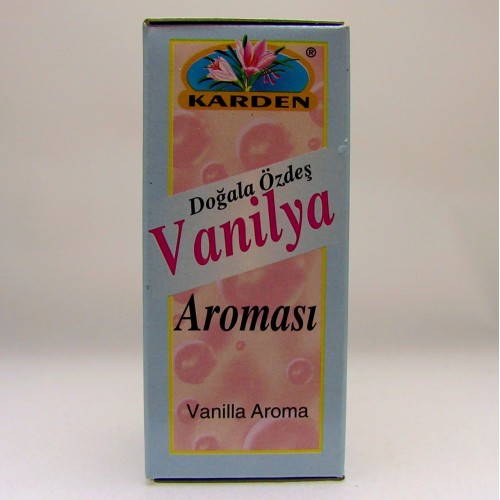 ®
KARDEN
Doğala Özdeş
Vanilya
Aroması
Vanilla Aroma